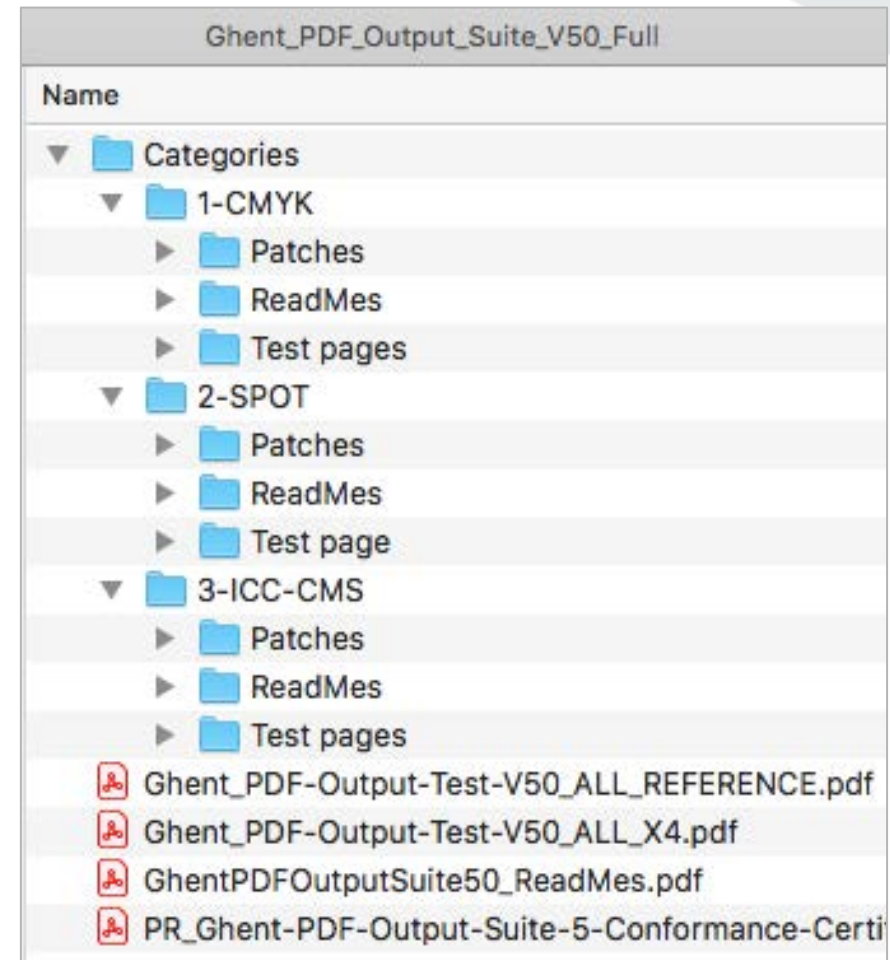 Ghent_PDF_Output_Suite_V50_Full
Name
Categories
1-CMYK
Patches
ReadMes
Test pages
2-SPOT
Patches
ReadMes
Test page
3-ICC-CMS
Patches
ReadMes
Test pages
Ghent_PDF-Output-Test-V50_ALL_REFERENCE.pdf
Ghent_PDF-Output-Test-V50_ALL_X4.pdf
GhentPDFOutputSuite50_ReadMes.pdf
PR_Ghent-PDF-Output-Suite-5-Conformance-Certi